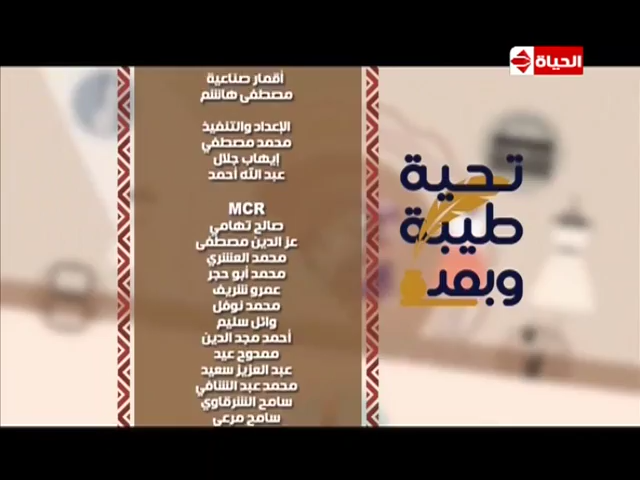 الحياة
أقمار صناعية
مصطفى هاشم
الإعداد والتنفيذ
محمد مصطفي
إيهاب جلال
عبد الله أحمد
MCR
صالح تهامي
عز الدين مصطفى
محمد العشري
محمد أبو حجر
عمرو شريف
محمد نوفل
وائل سليم
أحمد مجد الدين
ممدوح عيد
عبد العزيز سعيد
محمد عبد الشافي
سامح الشرقاوي
سامح مرعي
تحية
طيبة
وبعد